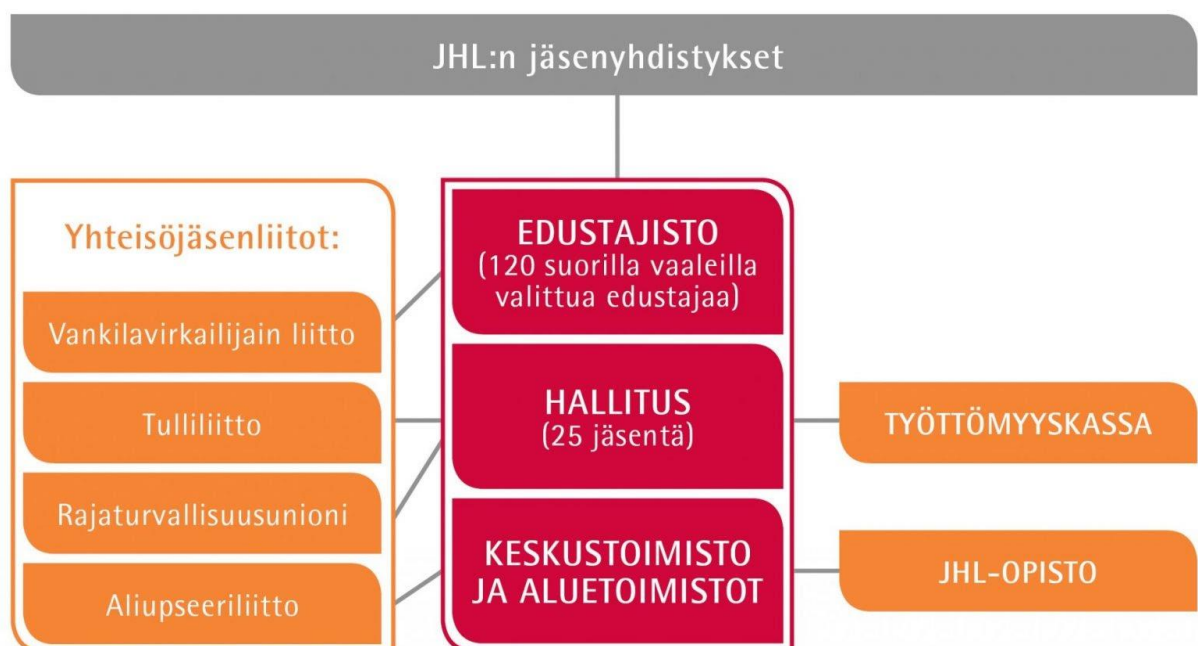 JHL:n jäsenyhdistykset
Yhteisöjäsenliitot:
Vankilavirkailijain liitto
Tulliliitto
Rajaturvallisuusunioni
Aliupseeriliitto
EDUSTAJISTO
(120 suorilla vaaleilla
valittua edustajaa)
HALLITUS
(25 jäsentä)
KESKUSTOIMISTO
JA ALUETOIMISTOT
TYÖTTÖMYYSKASSA
JHL-OPISTO